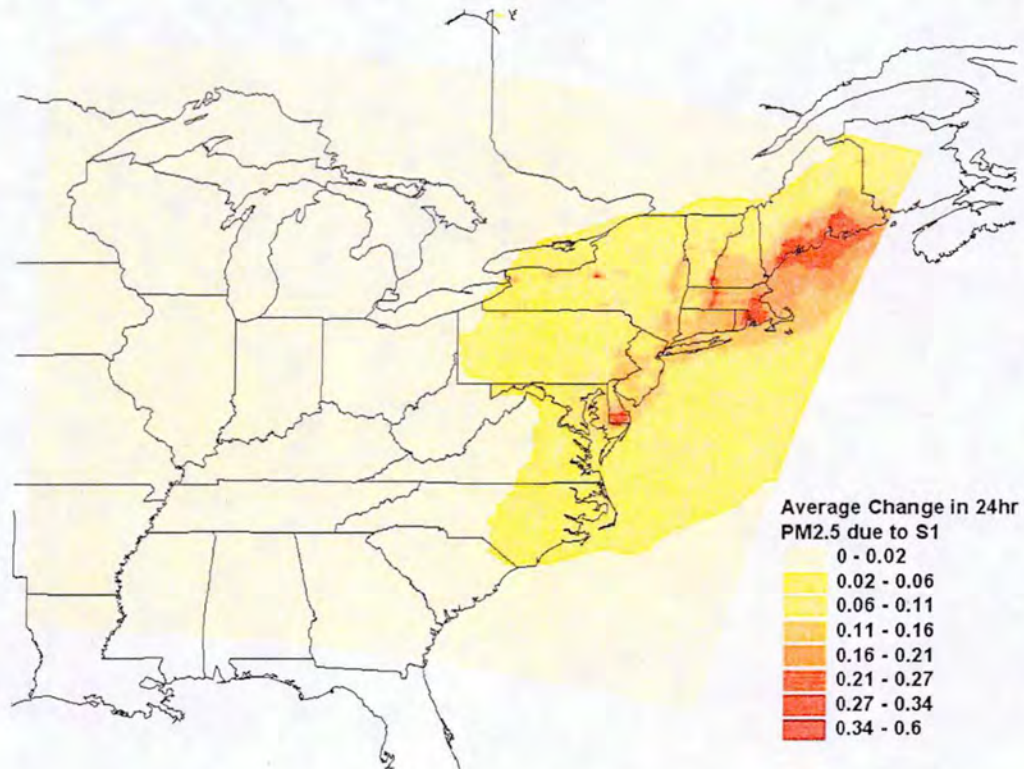 Average Change in 24hr
PM2.5 due to S1
0 - 0.02
0.02 - 0.06
0.06 - 0.11
0.11 - 0.16
0.16 - 0.21
0.21 - 0.27
0.27 - 0.34
0.34 - 0.6